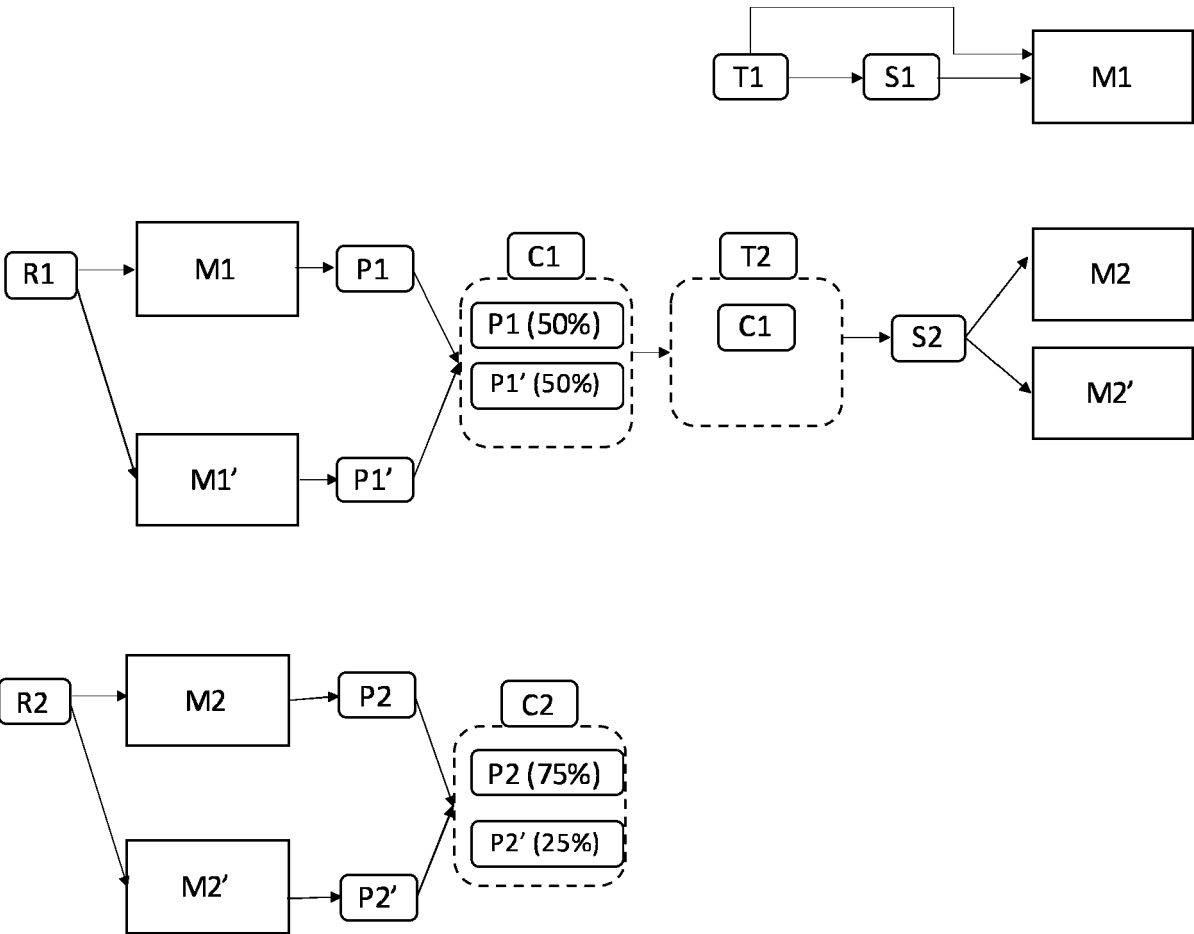 T1
S1
M1
R1
M1
P1
C1
P1 (50%)
P1’ (50%)
T2
C1
S2
M2
M2’
M1’
P1’
R2
M2
P2
C2
P2 (75%)
P2’ (25%)
M2’
P2’